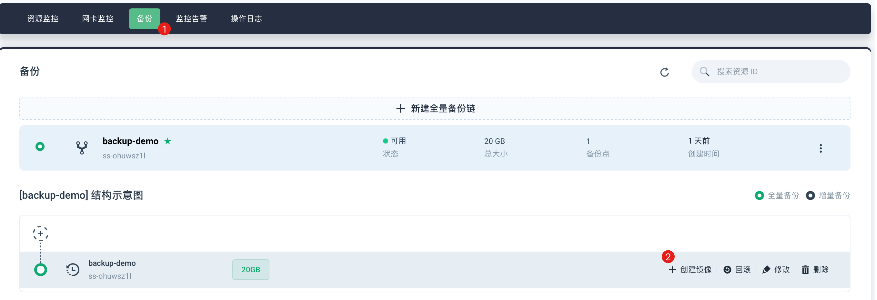 资源监控 网卡监控 备份 监控告警 操作日志
1
备份 搜索资源 ID
+ 新建全量备份链
backup-demo ★ 可用 20 GB 1 1 天前
ss-ohuwsz1l 状态 总大小 备份点 创建时间
[backup-demo] 结构示意图 全量备份 增量备份
2
backup-demo 20GB + 创建镜像 回滚 修改 删除
ss-ohuwsz1l